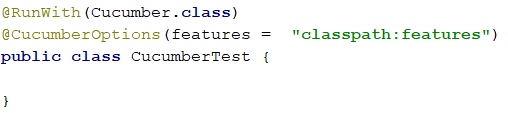 @RunWith(Cucumber.class)
@CucumberOptions(features =  "classpath:features")
public class CucumberTest {
}